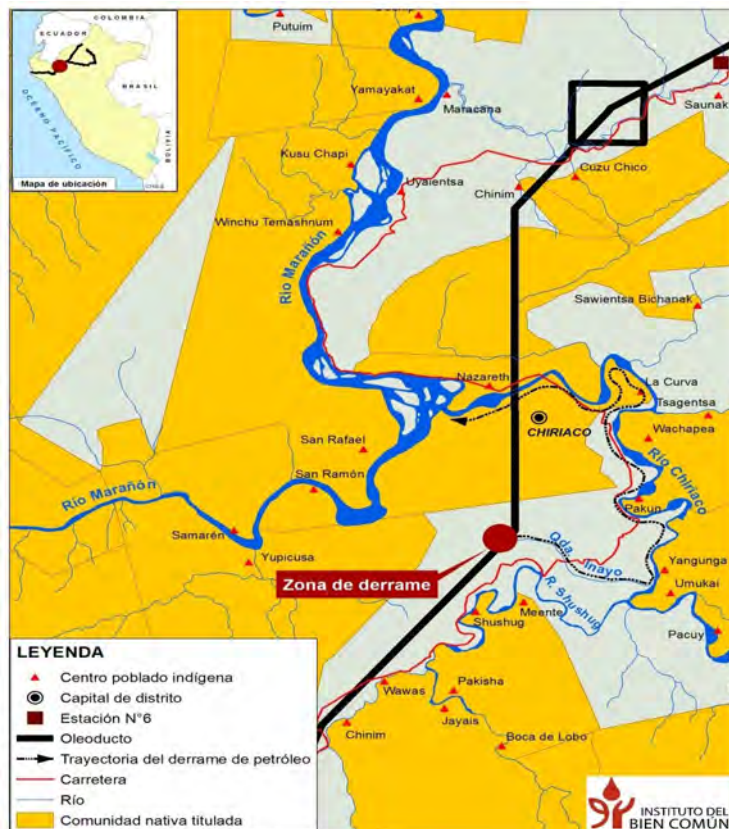 COLOMBIA
ECUADOR
BRASIL
OCÉANO PACÍFICO
BOLIVIA
Mapa de ubicación
Putuim
Yamayakat
Maracana
Saunak
Kusu Chapi
Cuzu Chico
Uyaientsa
Chinim
Winchu Temashnum
Río Marañón
Sawientsa Bichanak
Nazareth
La Curva
Tsagentsa
CHIRIACO
Wachapea
San Rafael
Río Chiriaco
San Ramón
Pakun
Río Marañón
Samarén
Yupicusa
Qda. Inayo
Yangunga
Zona de derrame
Umukai
R. Shushug
Meente
Shushug
Pacuy
Wawas
Pakisha
Jayais
Chinim
Boca de Lobo
LEYENDA
Centro poblado indígena
Capital de distrito
Estación N°6
Oleoducto
Trayectoria del derrame de petróleo
Carretera
Río
Comunidad nativa titulada
INSTITUTO DEL
BIEN COMÚN